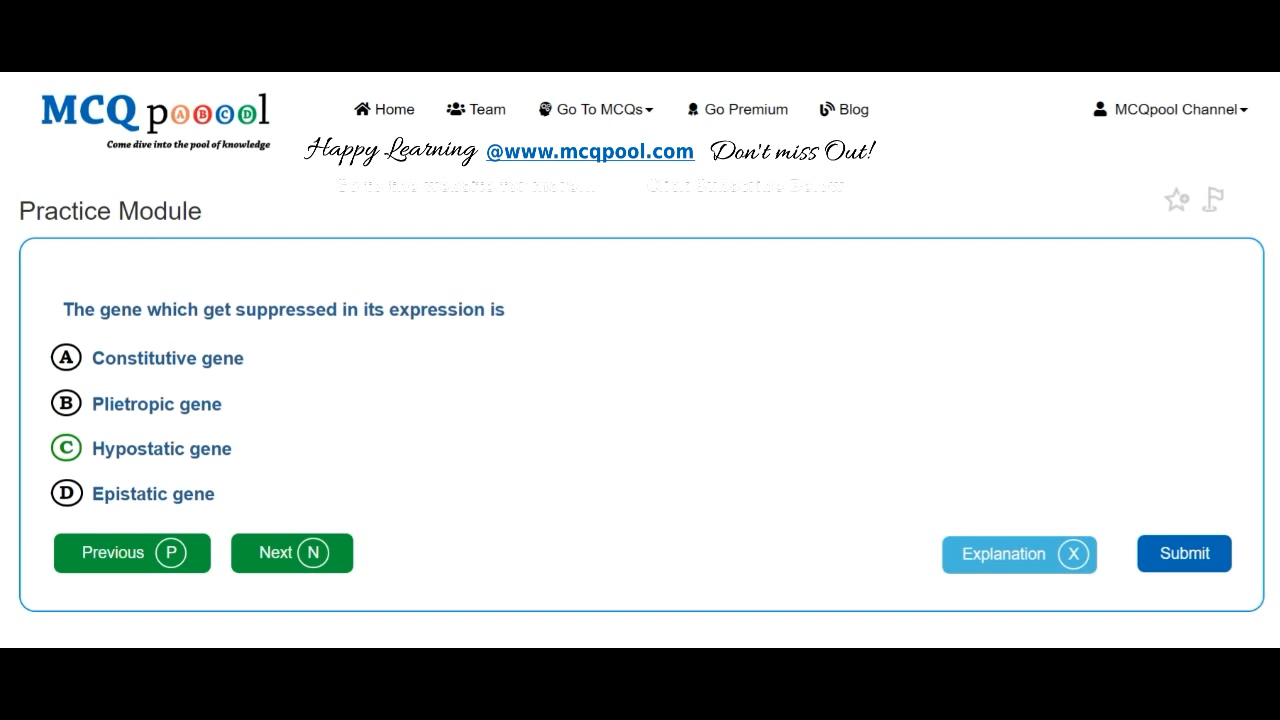 MCQ poool
Come dive into the pool of knowledge
Home Team Go To MCQs Go Premium Blog MCQpool Channel
Happy Learning @www.mcqpool.com Don't miss Out!
Practice Module
The gene which get suppressed in its expression is
A Constitutive gene
B Plietropic gene
C Hypostatic gene
D Epistatic gene
Previous P Next N Explanation X Submit